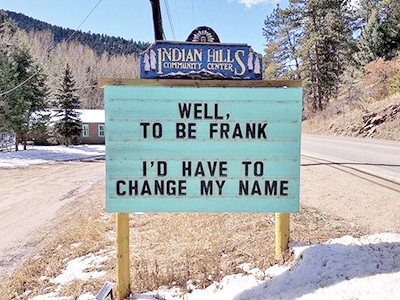 INDIAN HILLS
COMMUNITY CENTER
WELL,
TO BE FRANK
I'D HAVE TO
CHANGE MY NAME